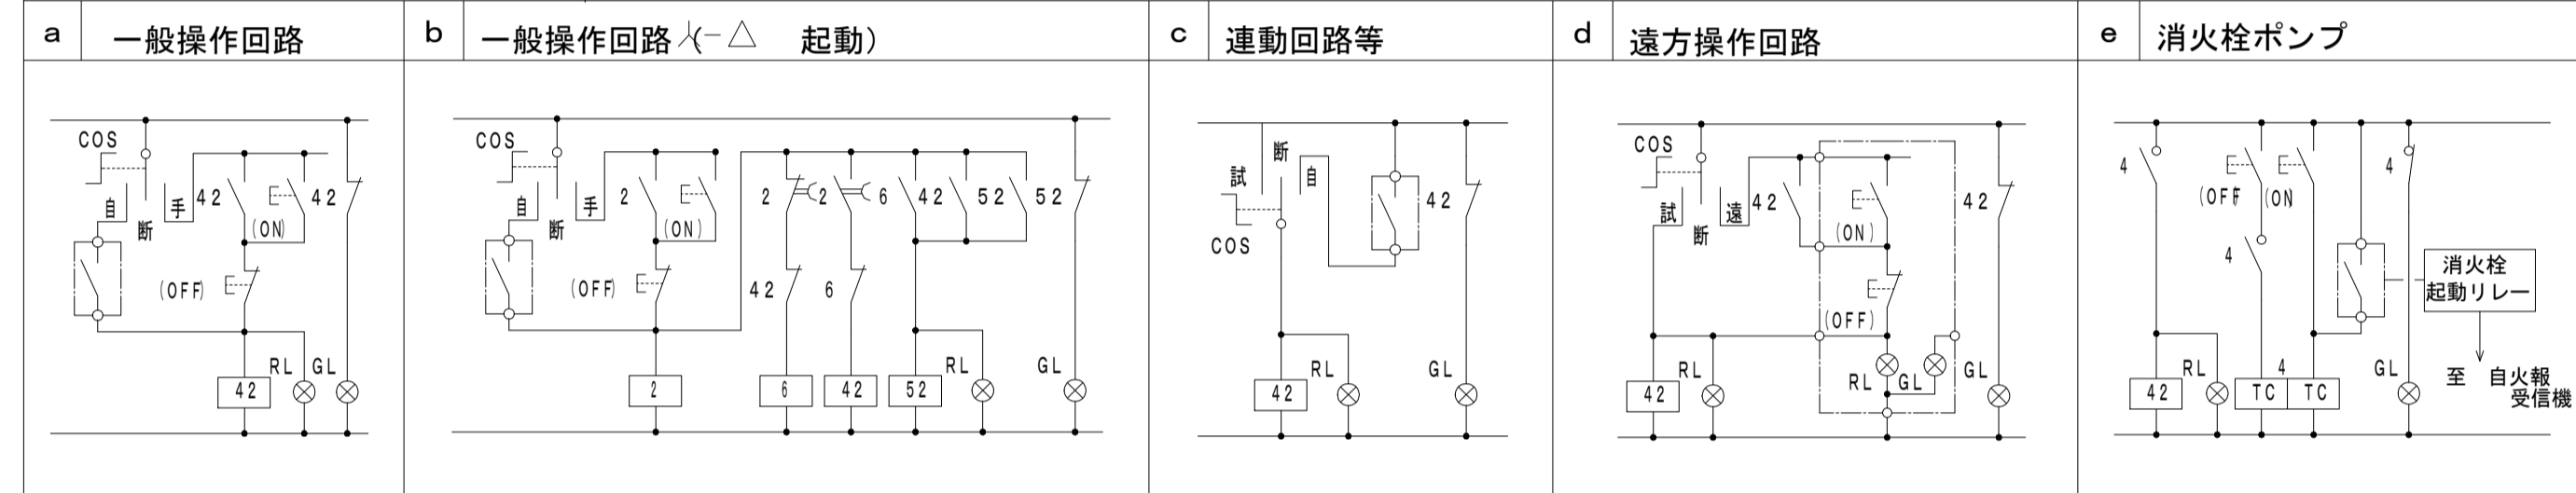 a 一般操作回路
COS
自
断
手
42
(ON)
42
(OFF)
RL
GL
42
b 一般操作回路 (人-△ 起動)
COS
自
断
手
2
(ON)
2
2
6
42
52
52
(OFF)
42
6
RL
GL
2
6
42
52
c 連動回路等
試
断
自
42
COS
RL
GL
42
d 遠方操作回路
COS
試
断
遠
42
(ON)
42
(OFF)
RL
RL
GL
GL
42
e 消火栓ポンプ
4
(OFF)
(ON)
4
4
消火栓
起動リレー
4
RL
GL
42
TC
TC
至 自火報
受信機